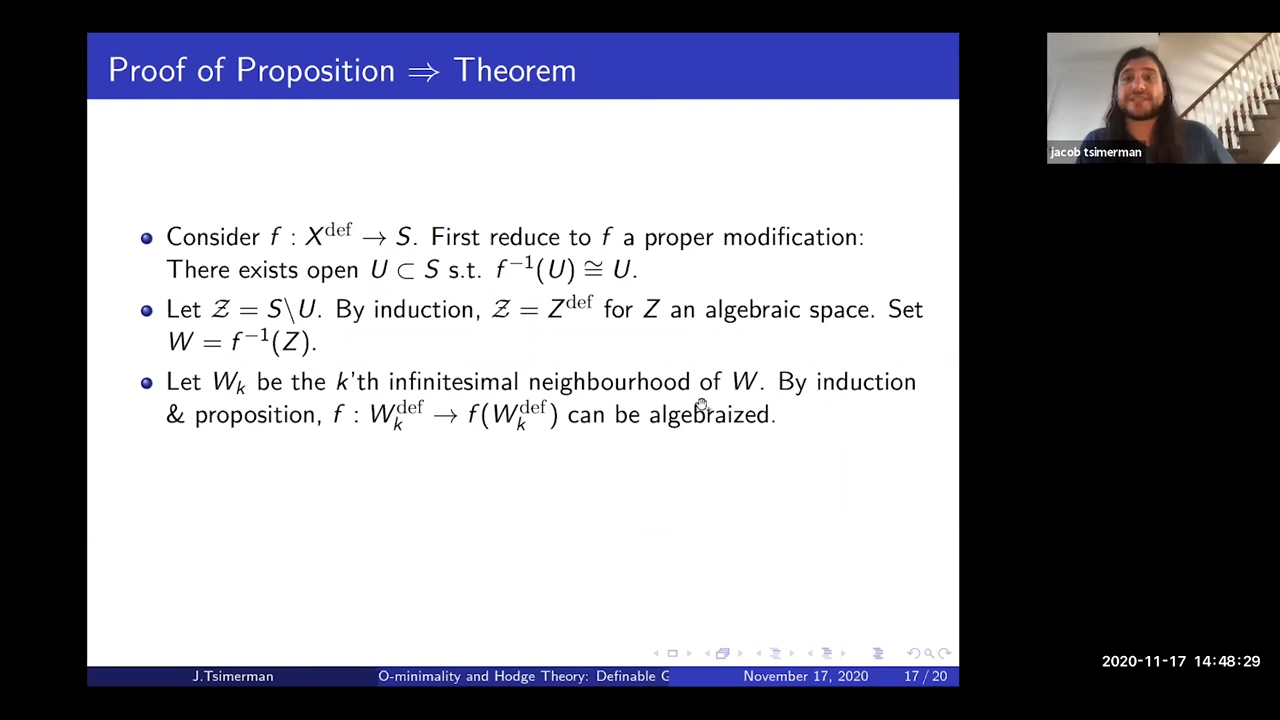 Proof of Proposition ⇒ Theorem
jacob tsimerman
Consider f : X^def → S. First reduce to f a proper modification:
There exists open U ⊂ S s.t. f^−1(U) ≅ U.
Let Z = S\U. By induction, Z = Z^def for Z an algebraic space. Set
W = f^−1(Z).
Let W_k be the k'th infinitesimal neighbourhood of W. By induction
& proposition, f : W_k^def → f(W_k^def) can be algebraized.
2020-11-17 14:48:29
J.Tsimerman O-minimality and Hodge Theory: Definable G November 17, 2020 17 / 20